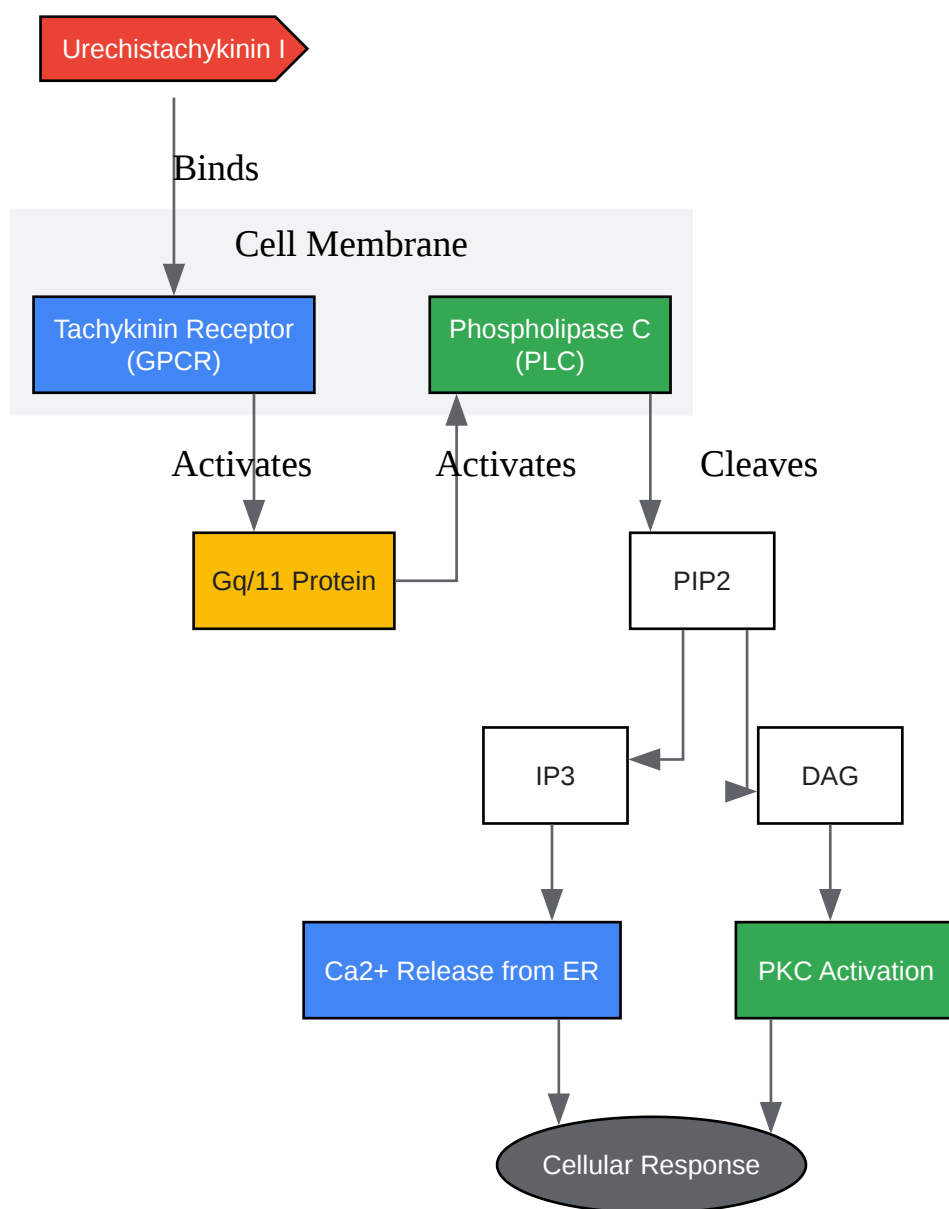 Urechistachykinin I
Binds
Cell Membrane
Tachykinin Receptor
(GPCR)
Phospholipase C
(PLC)
Activates
Activates
Cleaves
Gq/11 Protein
PIP2
IP3
DAG
Ca2+ Release from ER
PKC Activation
Cellular Response